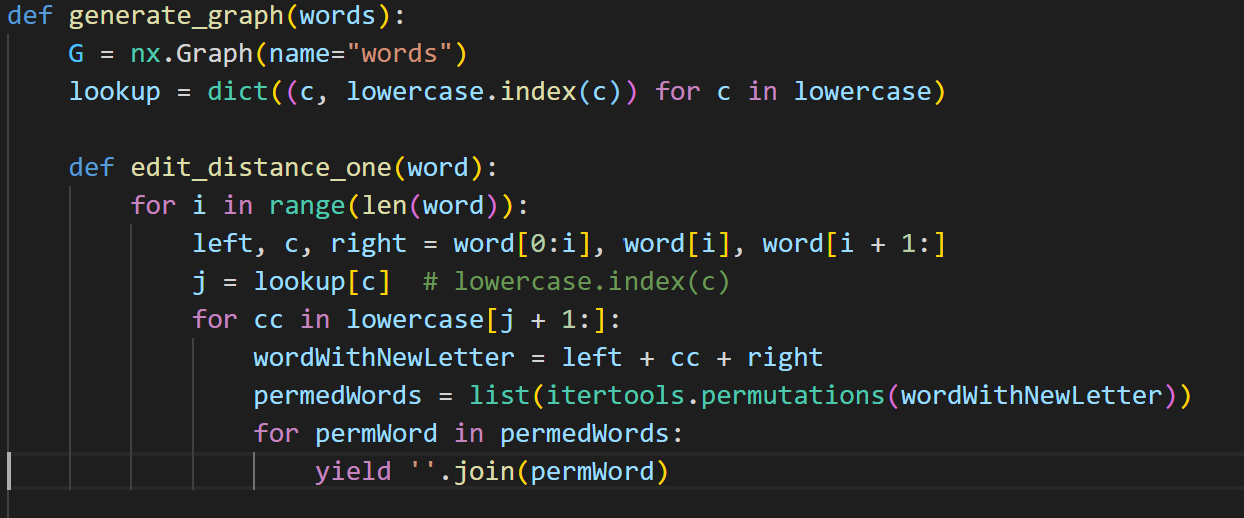 def generate_graph(words):
    G = nx.Graph(name="words")
    lookup = dict((c, lowercase.index(c)) for c in lowercase)

    def edit_distance_one(word):
        for i in range(len(word)):
            left, c, right = word[0:i], word[i], word[i + 1:]
            j = lookup[c]  # lowercase.index(c)
            for cc in lowercase[j + 1:]:
                wordWithNewLetter = left + cc + right
                permedWords = list(itertools.permutations(wordWithNewLetter))
                for permWord in permedWords:
                    yield ''.join(permWord)